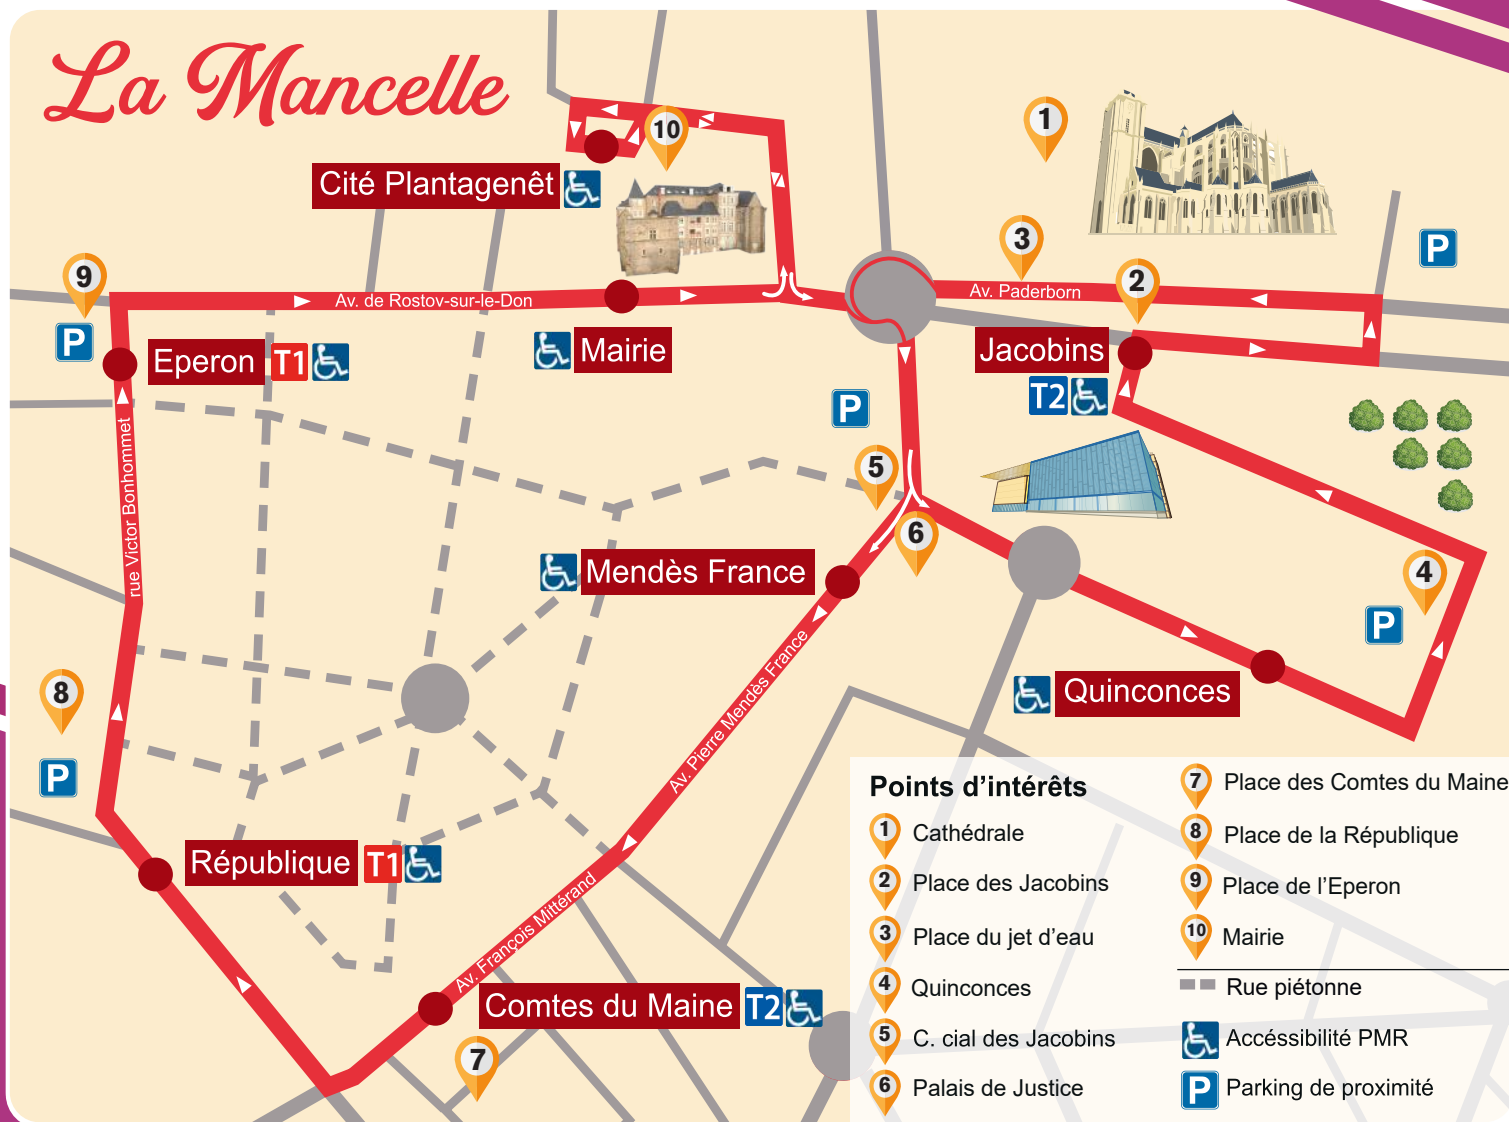 La Mancelle
10
1
Cité Plantagenêt
3
9
P
2
Av. de Rostov-sur-le-Don
Av. Paderborn
P
Eperon T1
Mairie
Jacobins
T2
P
rue Victor Bonhommet
5
6
Mendès France
4
P
Av. Pierre Mendès France
Quinconces
8
P
République T1
Av. François Mittérand
Comtes du Maine T2
7
Points d’intérêts
1 Cathédrale
2 Place des Jacobins
3 Place du jet d’eau
4 Quinconces
5 C. cial des Jacobins
6 Palais de Justice
7 Place des Comtes du Maine
8 Place de la République
9 Place de l’Eperon
10 Mairie
Rue piétonne
Accéssibilité PMR
P Parking de proximité